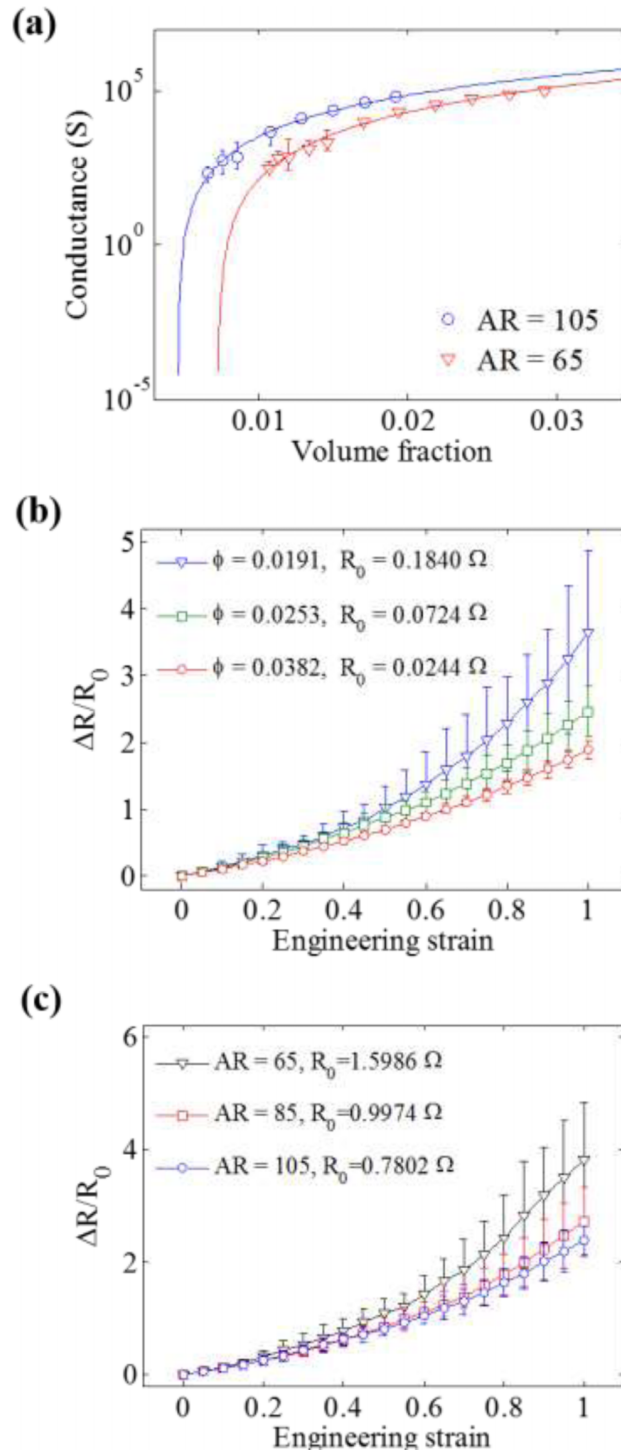 (a)
Conductance (S)
10^5
10^0
10^-5
AR = 105
AR = 65
0.01 0.02 0.03
Volume fraction
(b)
ΔR/R_0
5
4
3
2
1
0
ϕ = 0.0191, R_0 = 0.1840 Ω
ϕ = 0.0253, R_0 = 0.0724 Ω
ϕ = 0.0382, R_0 = 0.0244 Ω
0 0.2 0.4 0.6 0.8 1
Engineering strain
(c)
ΔR/R_0
6
4
2
0
AR = 65, R_0=1.5986 Ω
AR = 85, R_0=0.9974 Ω
AR = 105, R_0=0.7802 Ω
0 0.2 0.4 0.6 0.8 1
Engineering strain